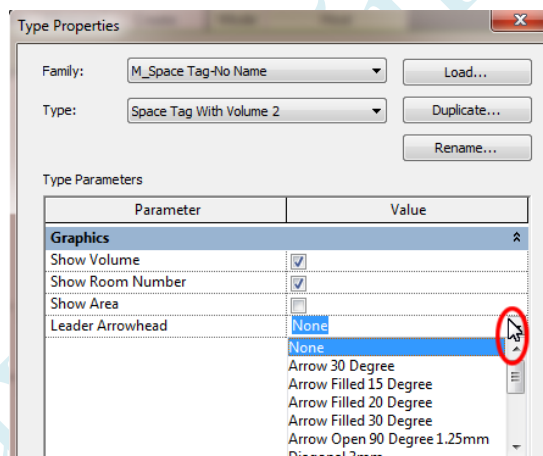 Type Properties
Family: M_Space Tag-No Name Load...
Type: Space Tag With Volume 2 Duplicate...
Rename...
Type Parameters
Parameter Value
Graphics
Show Volume
Show Room Number
Show Area
Leader Arrowhead None
None
Arrow 30 Degree
Arrow Filled 15 Degree
Arrow Filled 20 Degree
Arrow Filled 30 Degree
Arrow Open 90 Degree 1.25mm
Diagonal 3mm